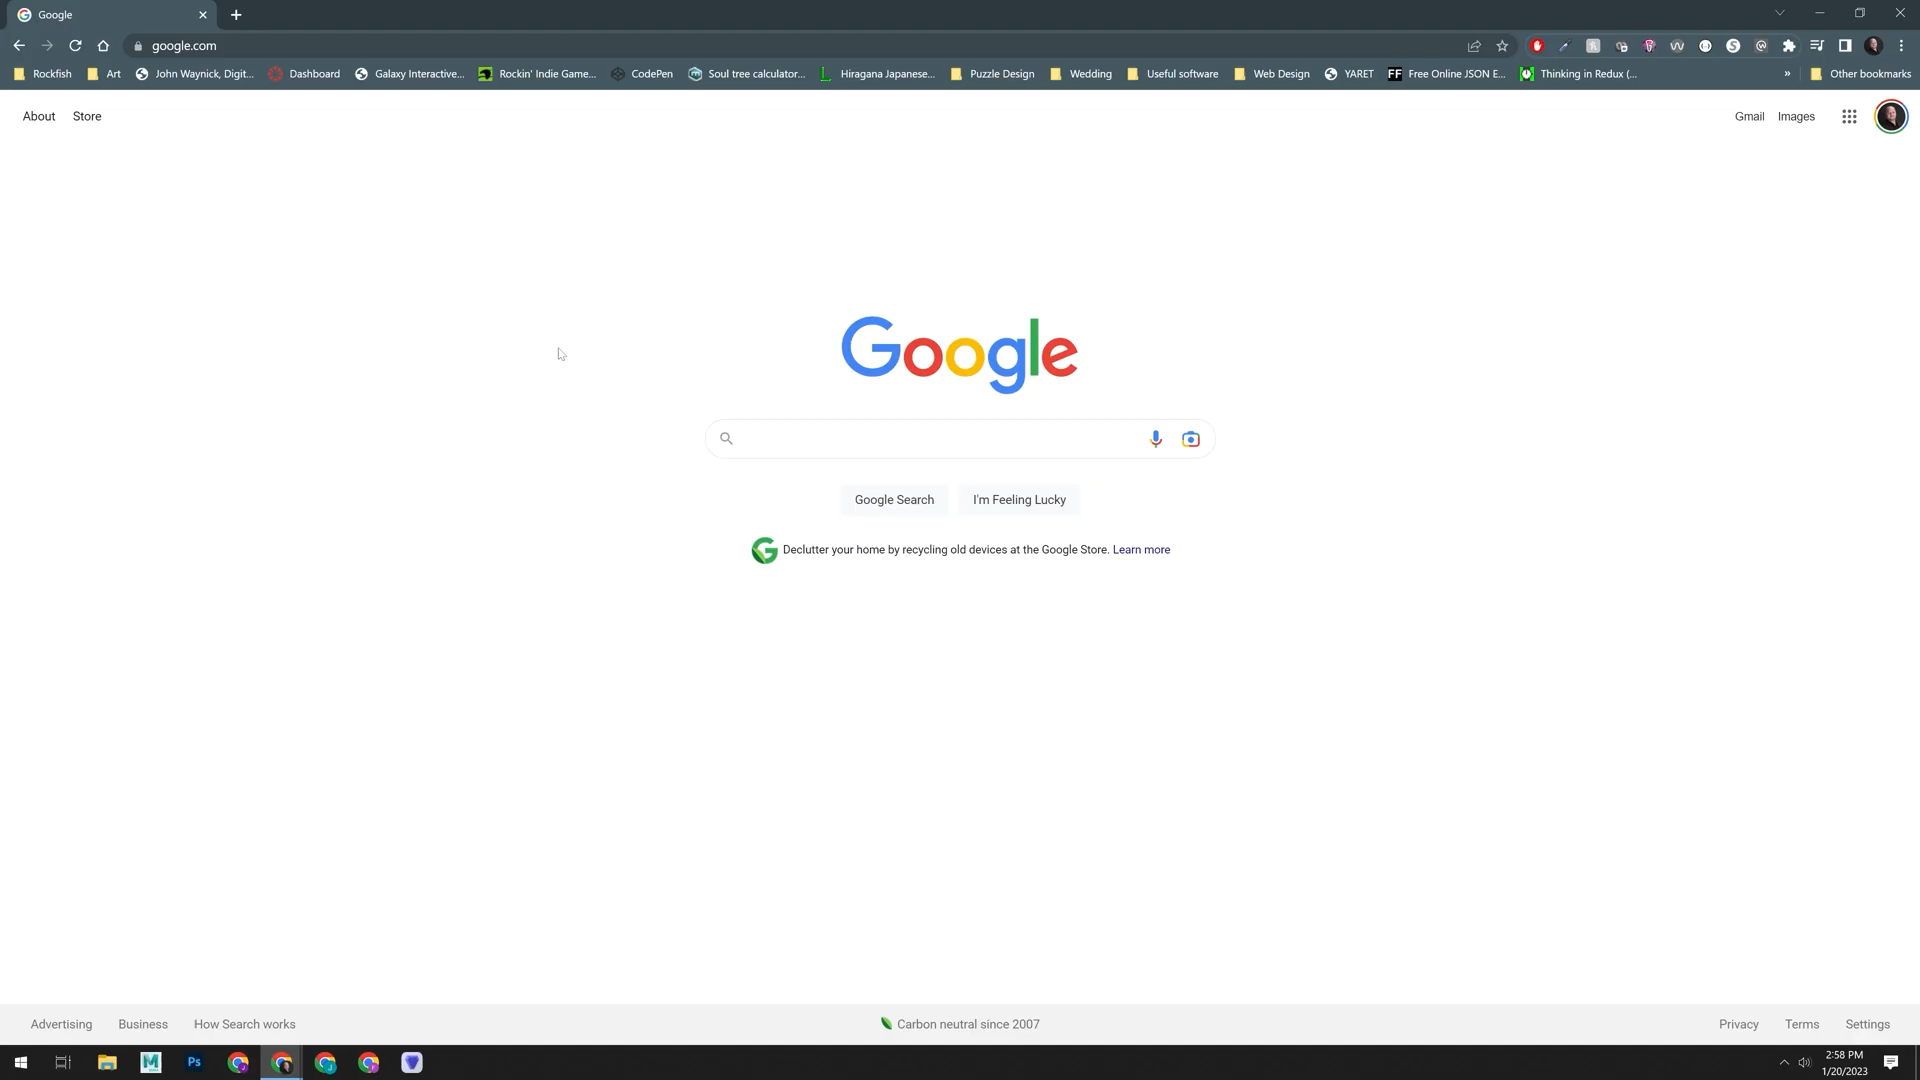 Google
google.com
Rockfish Art John Waynick, Digit... Dashboard Galaxy Interactive... Rockin' Indie Game... CodePen Soul tree calculator... Hiragana Japanese... Puzzle Design Wedding Useful software Web Design YARET FF Free Online JSON E... Thinking in Redux (... » Other bookmarks
About Store Gmail Images
Google
Google Search I'm Feeling Lucky
Declutter your home by recycling old devices at the Google Store. Learn more
Carbon neutral since 2007
Advertising Business How Search works Privacy Terms Settings
M Ps 2:58 PM
1/20/2023